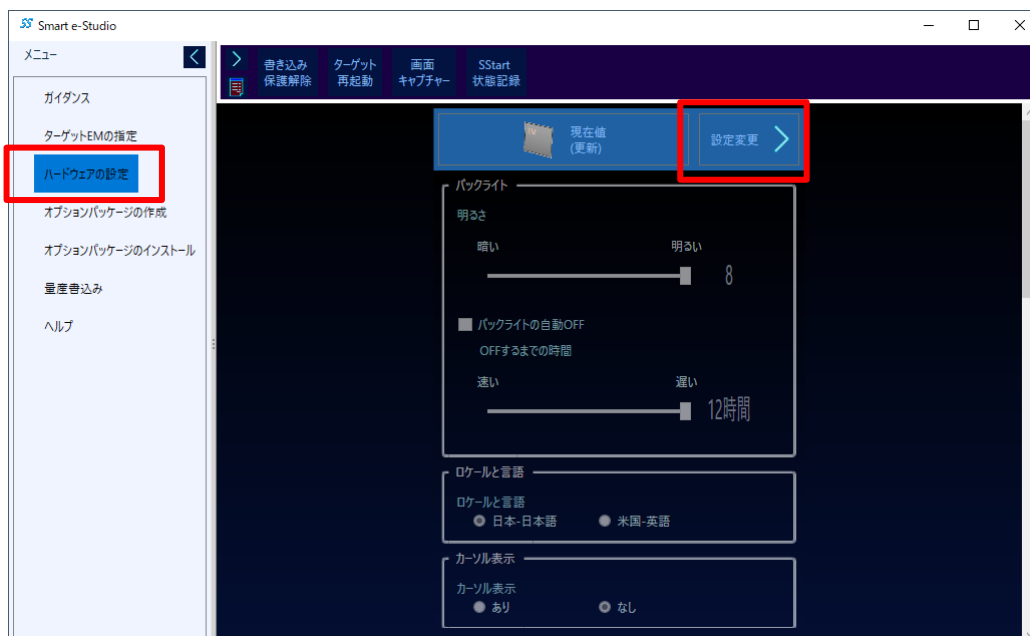 SS Smart e-Studio
メニュー
ガイダンス
ターゲットEMの指定
ハードウェアの設定
オプションパッケージの作成
オプションパッケージのインストール
量産書込み
ヘルプ
書き込み
保護解除
ターゲット
再起動
画面
キャプチャー
SStart
状態記録
現在値
(更新)
設定変更
バックライト
明るさ
暗い 明るい
8
バックライトの自動OFF
OFFするまでの時間
速い 遅い
12時間
ロケールと言語
ロケールと言語
日本-日本語 米国-英語
カーソル表示
カーソル表示
あり なし